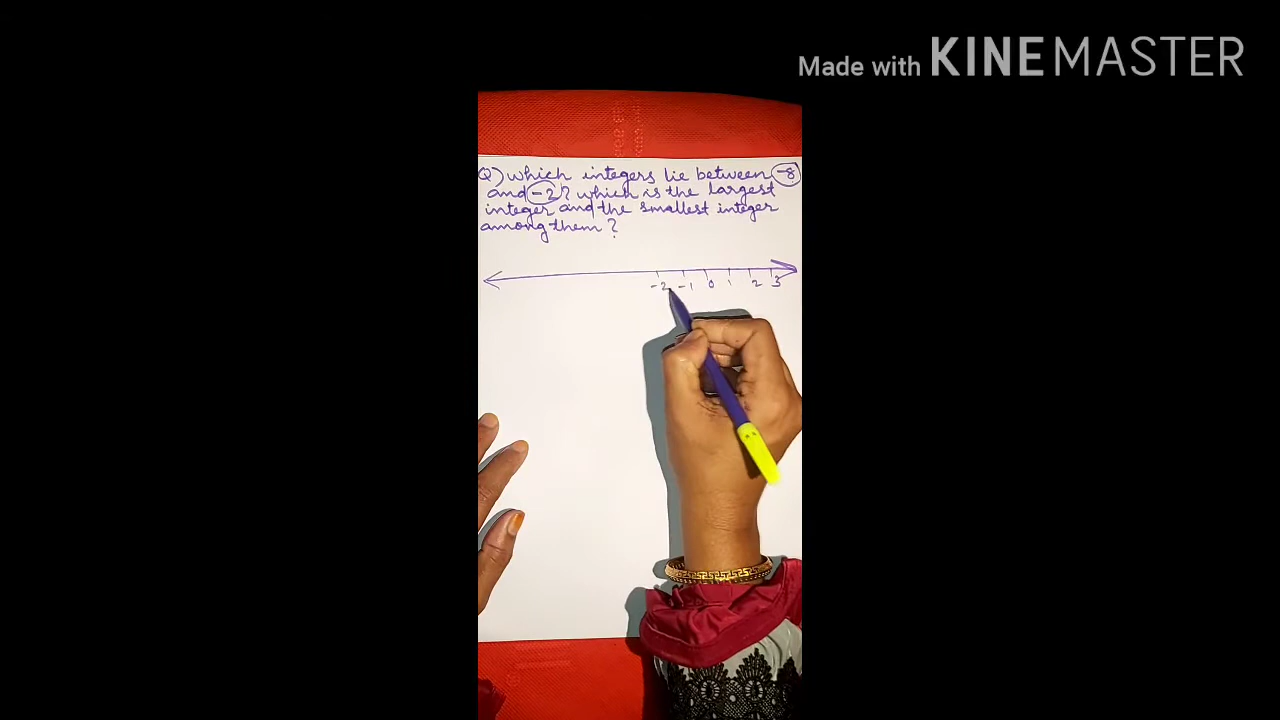 Made with KINEMASTER
Q) which integers lie between -8
and -2? which is the largest
integer and the smallest integer
among them?
-2 -1 0 1 2 3